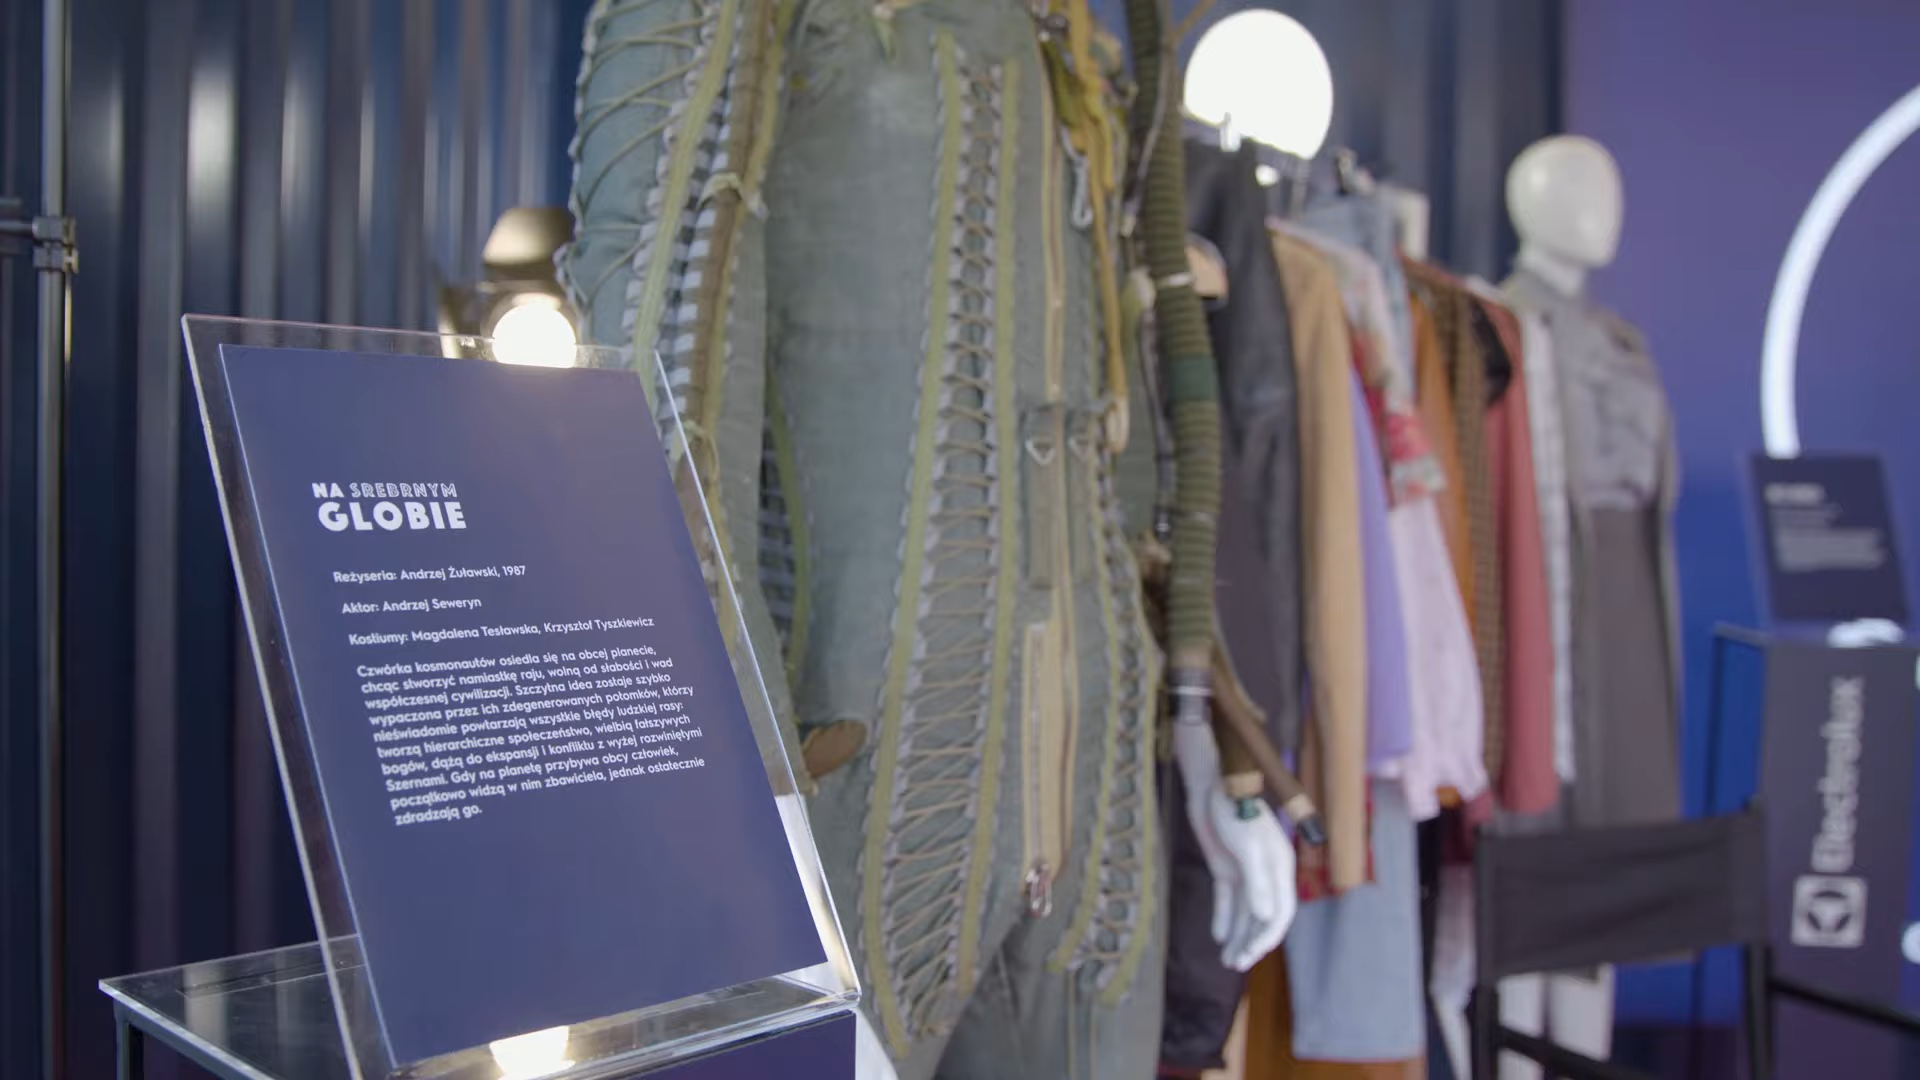 NA SREBRNYM
GLOBIE
Reżyseria: Andrzej Żuławski, 1987
Aktor: Andrzej Seweryn
Kostiumy: Magdalena Tesławska, Krzysztof Tyszkiewicz
Czwórka kosmonautów osiedla się na obcej planecie,
chcąc stworzyć namiastkę raju, wolną od słabości i wad
współczesnej cywilizacji. Szczytna idea zostaje szybko
wypaczona przez ich zdegenerowanych potomków, którzy
nieświadomie powtarzają wszystkie błędy ludzkiej rasy:
tworzą hierarchiczne społeczeństwo, wielbią fałszywych
bogów, dążą do ekspansji i konfliktu z wyżej rozwiniętymi
Szernami. Gdy na planetę przybywa obcy człowiek,
początkowo widzą w nim zbawiciela, jednak ostatecznie
zdradzają go.
Electrolux